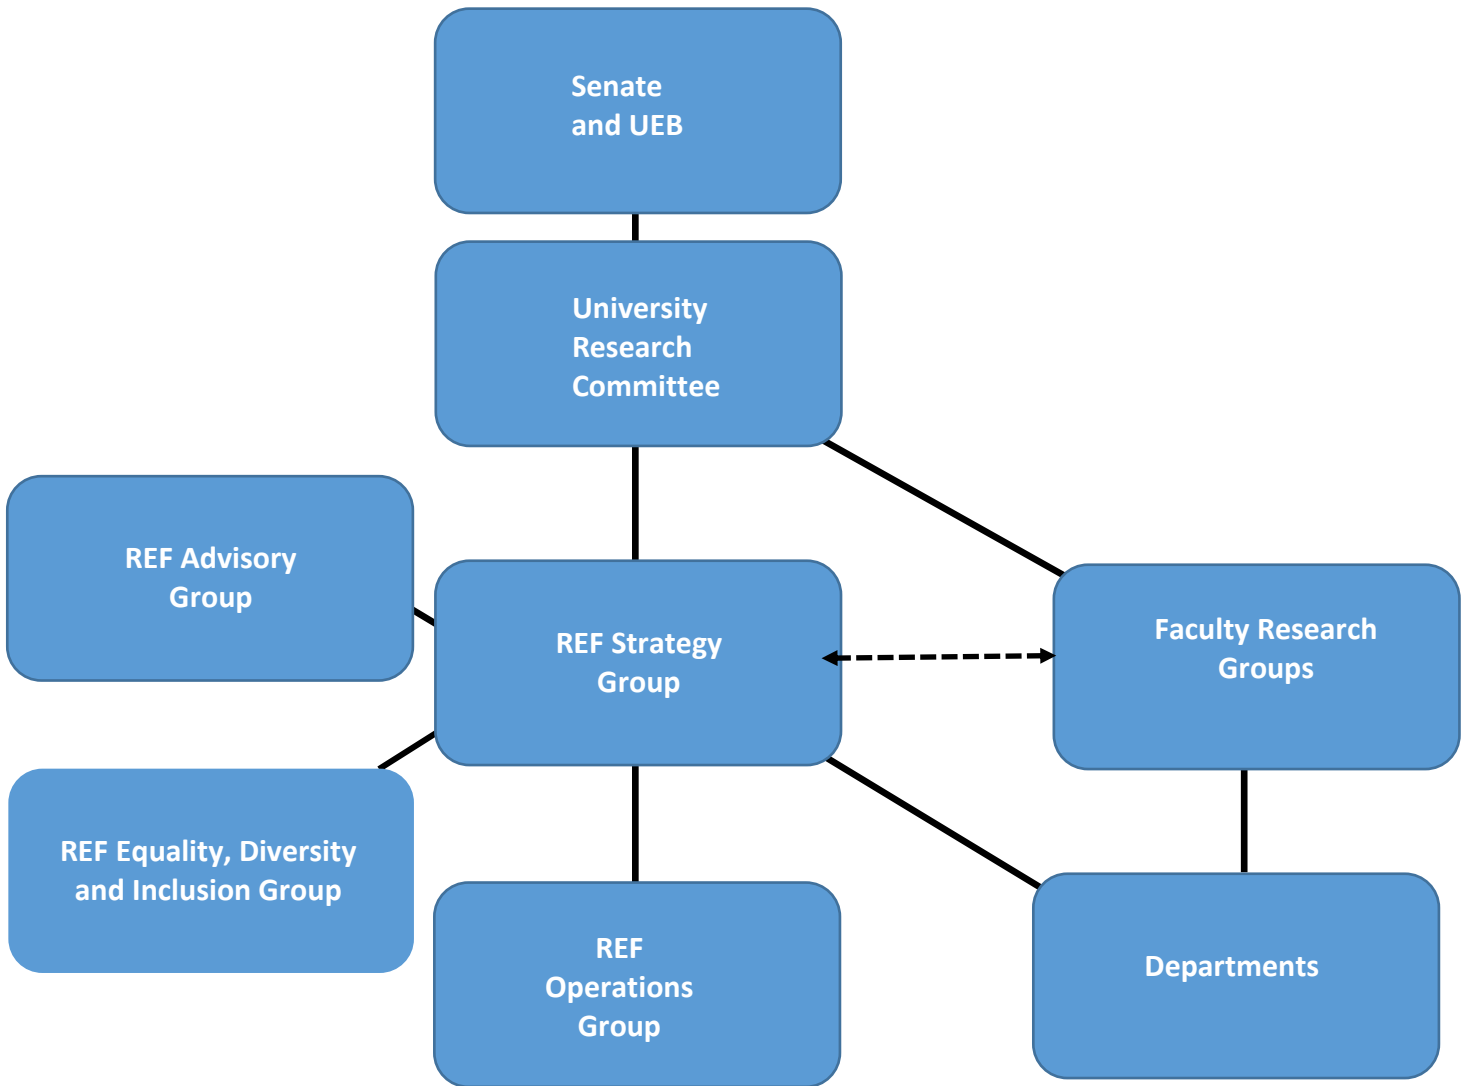 Senate
and UEB
University
Research
Committee
REF Advisory
Group
REF Strategy
Group
Faculty Research
Groups
REF Equality, Diversity
and Inclusion Group
REF
Operations
Group
Departments